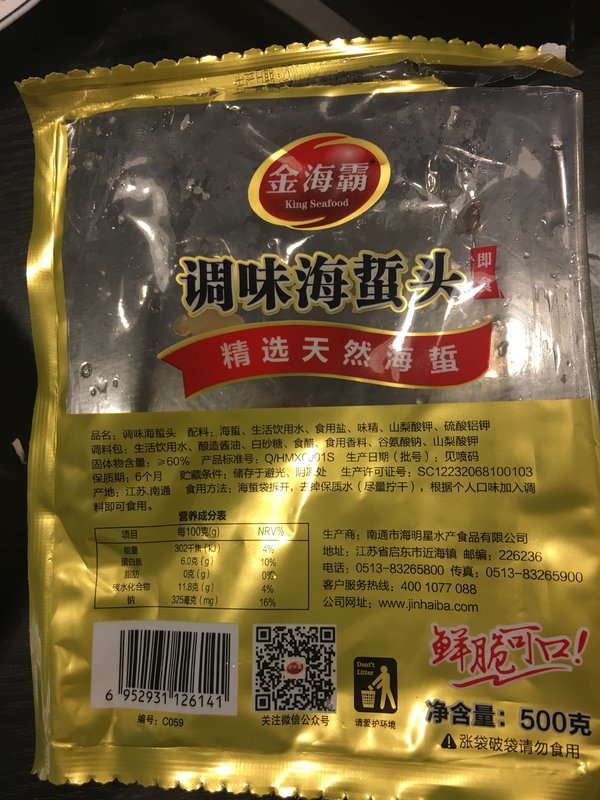 生产日期
金海霸®
King Seafood
调味海蜇头
即
精选天然海蜇
品名：调味海蜇头 配料：海蜇、生活饮用水、食用盐、味精、山梨酸钾、硫酸铝钾
调料包：生活饮用水、酿造酱油、白砂糖、食醋、食用香料、谷氨酸钠、山梨酸钾
固体物含量：≥60% 产品标准号：Q/HMX0001S 生产日期（批号）：见喷码
保质期：6个月 贮藏条件：储存于避光、阴凉处 生产许可证号：SC12232068100103
产地：江苏.南通 食用方法：海蜇袋拆开，去掉保质水（尽量拧干），根据个人口味加入调
料即可食用。
营养成分表
项目 每100克(g) NRV%
能量 302千焦(kJ) 4%
蛋白质 6.0克(g) 10%
脂肪 0克(g) 0%
碳水化合物 11.8克(g) 4%
钠 325毫克(mg) 16%
生产商：南通市海明星水产食品有限公司
地址：江苏省启东市近海镇 邮编：226236
电话：0513-83265800 传真：0513-83265900
客户服务热线：400 1077 088
公司网址：www.jinhaiba.com
鲜脆可口！
6 952931 126141
编号：C059
关注微信公众号
Don't
Litter
请爱护环境
净含量：500克
涨袋破袋请勿食用